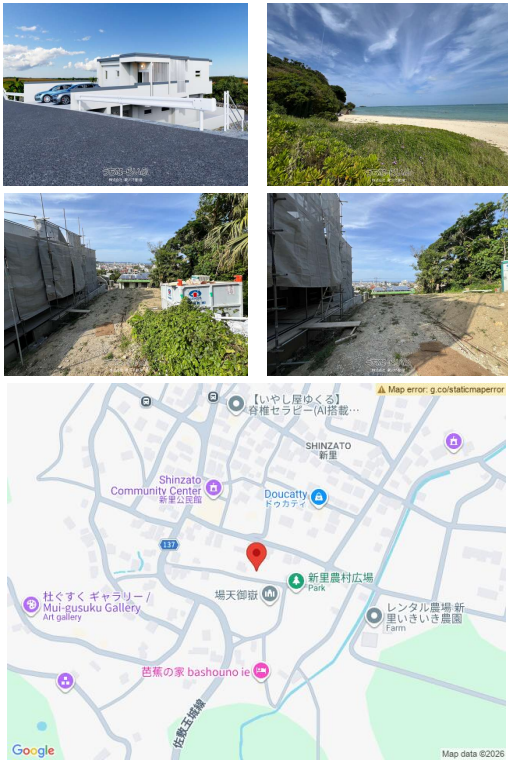 Map error: g.co/staticmaperror
【いやし屋ゆくる】
脊椎セラピー(AI搭載…
SHINZATO
新里
Shinzato
Community Center
新里公民館
Doucatty
ドゥカティ
137
新里農村広場
Park
場天御嶽
杜ぐすく ギャラリー /
Mui-gusuku Gallery
Art gallery
レンタル農場 新
里いきいき農園
Farm
芭蕉の家 bashouno ie
佐敷玉城線
Google
Map data ©2026